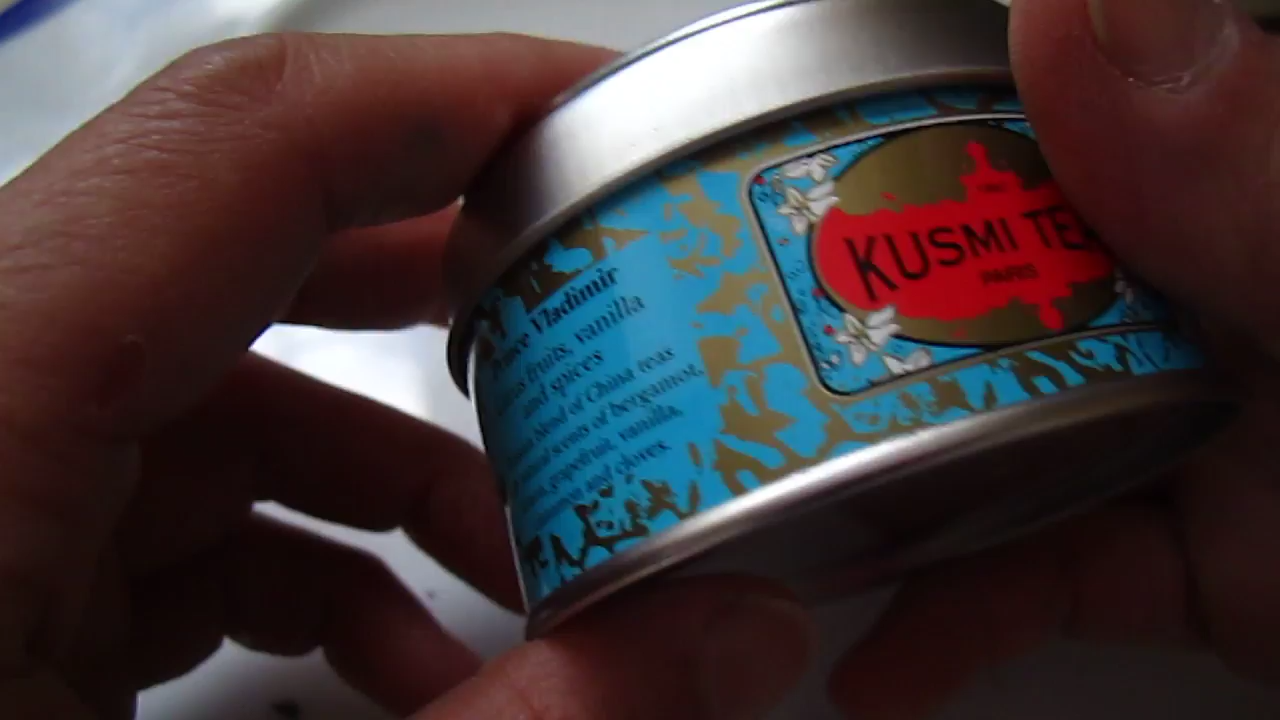 Prince Vladimir
fruits, vanilla
and spices
blend of China teas
scents of bergamot,
grapefruit, vanilla,
and cloves.
KUSMI TEA
PARIS